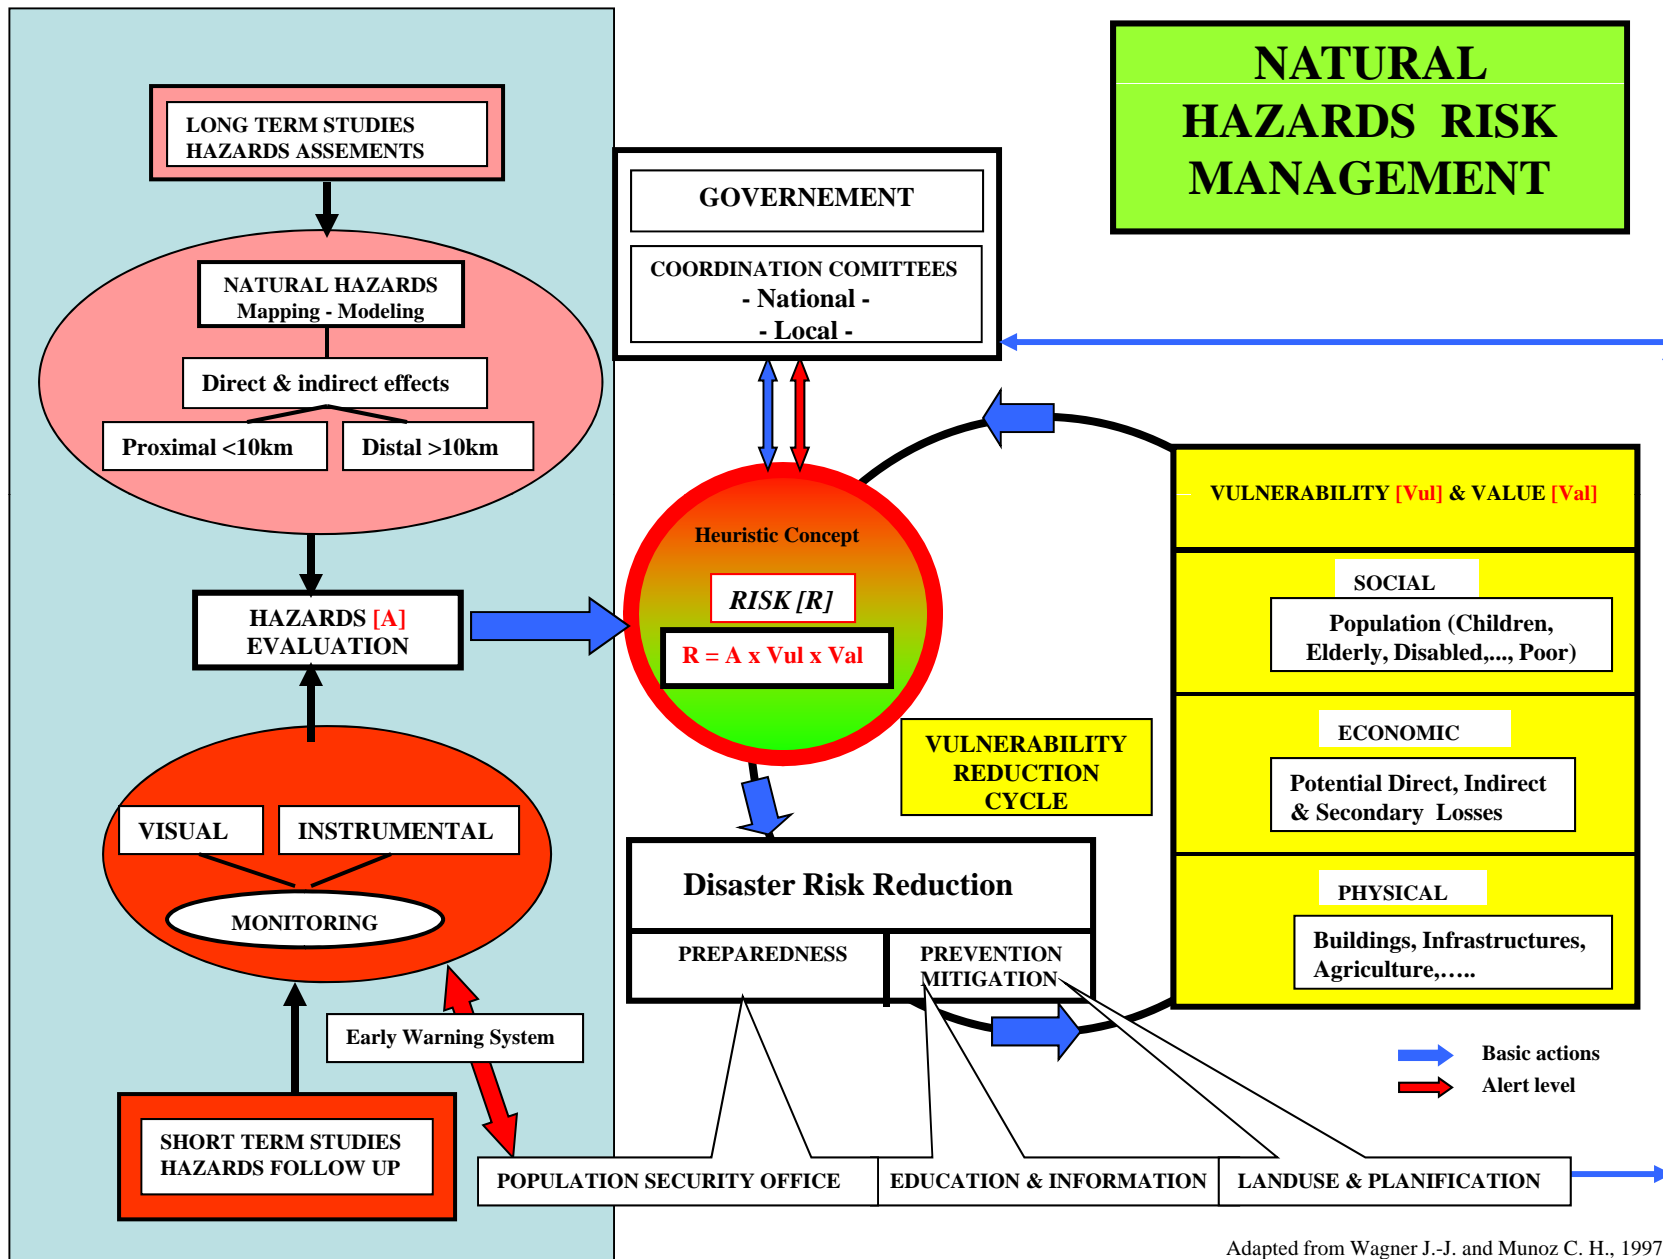 NATURAL
HAZARDS RISK
MANAGEMENT
LONG TERM STUDIES
HAZARDS ASSEMENTS
NATURAL HAZARDS
Mapping - Modeling
Direct & indirect effects
Proximal <10km
Distal >10km
HAZARDS [A]
EVALUATION
VISUAL
INSTRUMENTAL
MONITORING
Early Warning System
SHORT TERM STUDIES
HAZARDS FOLLOW UP
GOVERNEMENT
COORDINATION COMITTEES
- National -
- Local -
Heuristic Concept
RISK [R]
R = A x Vul x Val
VULNERABILITY
REDUCTION
CYCLE
Disaster Risk Reduction
PREPAREDNESS
PREVENTION
MITIGATION
VULNERABILITY [Vul] & VALUE [Val]
SOCIAL
Population (Children,
Elderly, Disabled,..., Poor)
ECONOMIC
Potential Direct, Indirect
& Secondary Losses
PHYSICAL
Buildings, Infrastructures,
Agriculture,.....
Basic actions
Alert level
POPULATION SECURITY OFFICE
EDUCATION & INFORMATION
LANDUSE & PLANIFICATION
Adapted from Wagner J.-J. and Munoz C. H., 1997